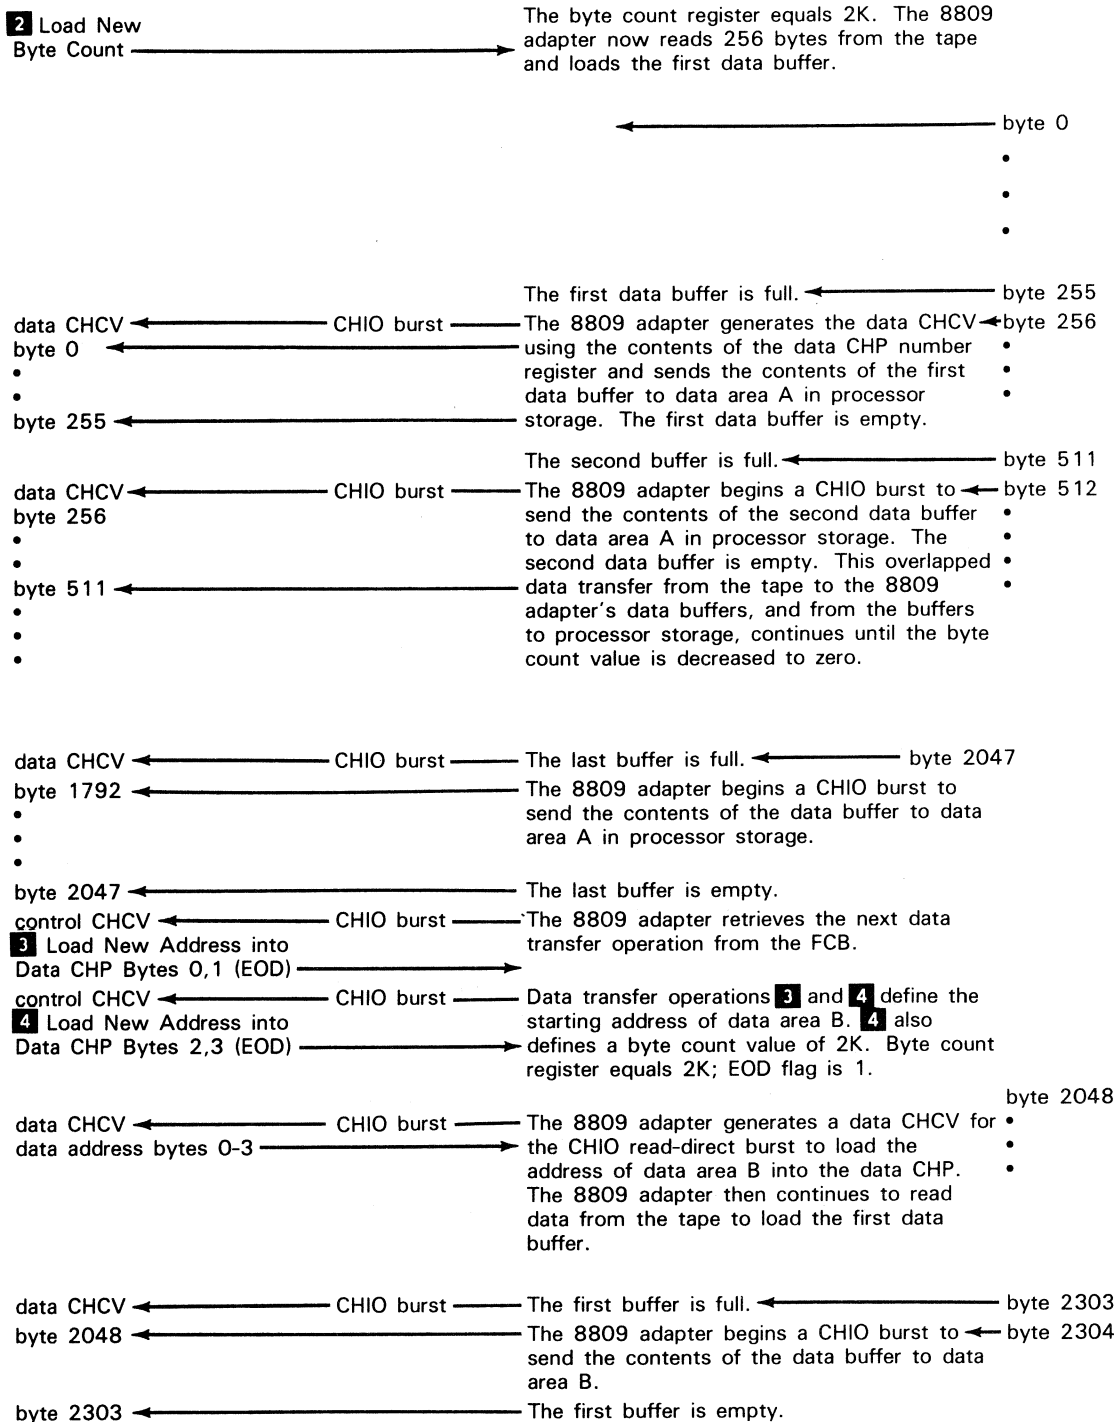 2 Load New
Byte Count
The byte count register equals 2K. The 8809
adapter now reads 256 bytes from the tape
and loads the first data buffer.
byte 0
•
•
•
The first data buffer is full. byte 255
data CHCV CHIO burst The 8809 adapter generates the data CHCV byte 256
byte 0 using the contents of the data CHP number •
• register and sends the contents of the first •
• data buffer to data area A in processor •
byte 255 storage. The first data buffer is empty.
The second buffer is full. byte 511
data CHCV CHIO burst The 8809 adapter begins a CHIO burst to byte 512
byte 256 send the contents of the second data buffer •
• to data area A in processor storage. The •
• second data buffer is empty. This overlapped •
byte 511 data transfer from the tape to the 8809 •
• adapter's data buffers, and from the buffers
• to processor storage, continues until the byte
• count value is decreased to zero.
data CHCV CHIO burst The last buffer is full. byte 2047
byte 1792 The 8809 adapter begins a CHIO burst to
• send the contents of the data buffer to data
• area A in processor storage.
•
byte 2047 The last buffer is empty.
control CHCV CHIO burst The 8809 adapter retrieves the next data
3 Load New Address into transfer operation from the FCB.
Data CHP Bytes 0,1 (EOD)
control CHCV CHIO burst Data transfer operations 3 and 4 define the
4 Load New Address into starting address of data area B. 4 also
Data CHP Bytes 2,3 (EOD) defines a byte count value of 2K. Byte count
register equals 2K; EOD flag is 1.
byte 2048
data CHCV CHIO burst The 8809 adapter generates a data CHCV for •
data address bytes 0-3 the CHIO read-direct burst to load the •
address of data area B into the data CHP. •
The 8809 adapter then continues to read
data from the tape to load the first data
buffer.
data CHCV CHIO burst The first buffer is full. byte 2303
byte 2048 The 8809 adapter begins a CHIO burst to byte 2304
send the contents of the data buffer to data
area B.
byte 2303 The first buffer is empty.